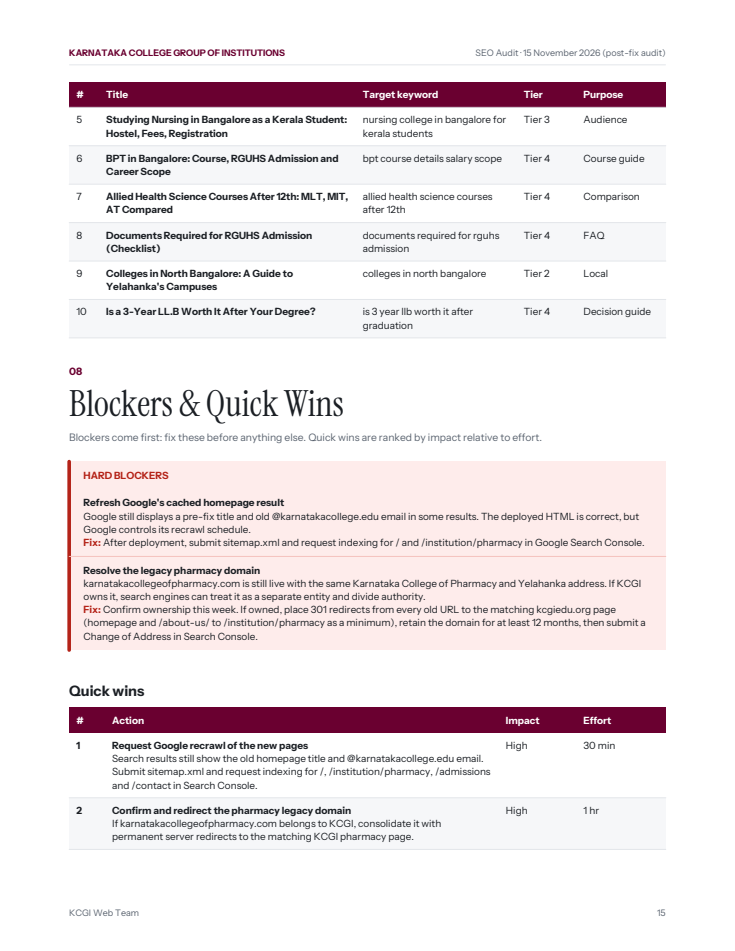 KARNATAKA COLLEGE GROUP OF INSTITUTIONS
SEO Audit · 15 November 2026 (post-fix audit)
# Title Target keyword Tier Purpose
5 Studying Nursing in Bangalore as a Kerala Student: nursing college in bangalore for Tier 3 Audience
Hostel, Fees, Registration kerala students
6 BPT in Bangalore: Course, RGUHS Admission and bpt course details salary scope Tier 4 Course guide
Career Scope
7 Allied Health Science Courses After 12th: MLT, MIT, allied health science courses Tier 4 Comparison
AT Compared after 12th
8 Documents Required for RGUHS Admission documents required for rguhs Tier 4 FAQ
(Checklist) admission
9 Colleges in North Bangalore: A Guide to colleges in north bangalore Tier 2 Local
Yelahanka's Campuses
10 Is a 3-Year LL.B Worth It After Your Degree? is 3 year llb worth it after Tier 4 Decision guide
graduation
08
Blockers & Quick Wins
Blockers come first: fix these before anything else. Quick wins are ranked by impact relative to effort.
HARD BLOCKERS
Refresh Google's cached homepage result
Google still displays a pre-fix title and old @karnatakacollege.edu email in some results. The deployed HTML is correct, but
Google controls its recrawl schedule.
Fix: After deployment, submit sitemap.xml and request indexing for / and /institution/pharmacy in Google Search Console.
Resolve the legacy pharmacy domain
karnatakacollegeofpharmacy.com is still live with the same Karnataka College of Pharmacy and Yelahanka address. If KCGI
owns it, search engines can treat it as a separate entity and divide authority.
Fix: Confirm ownership this week. If owned, place 301 redirects from every old URL to the matching kcgiedu.org page
(homepage and /about-us/ to /institution/pharmacy as a minimum), retain the domain for at least 12 months, then submit a
Change of Address in Search Console.
Quick wins
# Action Impact Effort
1 Request Google recrawl of the new pages High 30 min
Search results still show the old homepage title and @karnatakacollege.edu email.
Submit sitemap.xml and request indexing for /, /institution/pharmacy, /admissions
and /contact in Search Console.
2 Confirm and redirect the pharmacy legacy domain High 1 hr
If karnatakacollegeofpharmacy.com belongs to KCGI, consolidate it with
permanent server redirects to the matching KCGI pharmacy page.
KCGI Web Team
15